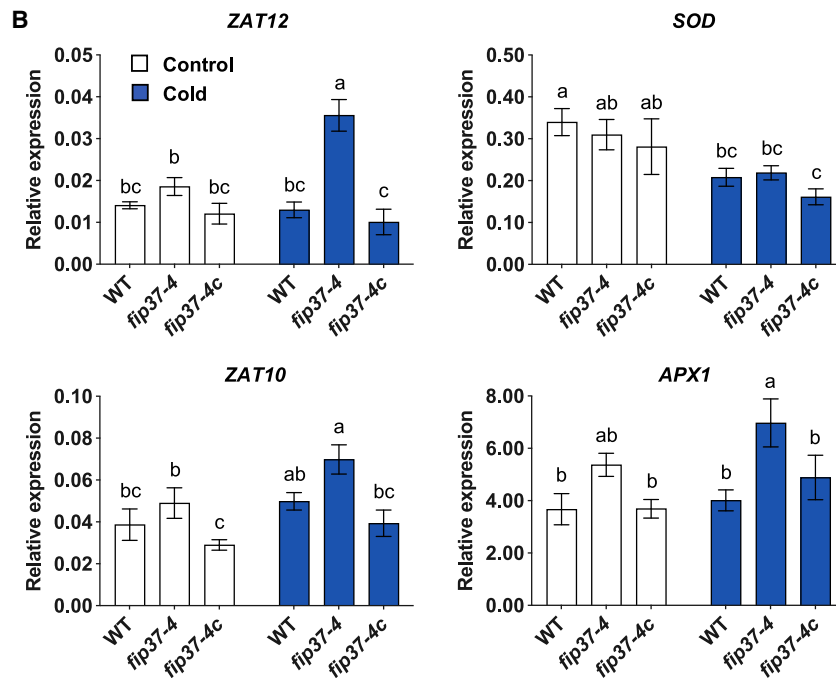 B
ZAT12
Relative expression
0.05
0.04
0.03
0.02
0.01
0.00
Control
Cold
bc
b
bc
bc
a
c
WT
fip37-4
fip37-4c
WT
fip37-4
fip37-4c
SOD
Relative expression
0.50
0.40
0.30
0.20
0.10
0.00
a
ab
ab
bc
bc
c
WT
fip37-4
fip37-4c
WT
fip37-4
fip37-4c
ZAT10
Relative expression
0.10
0.08
0.06
0.04
0.02
0.00
bc
b
c
ab
a
bc
WT
fip37-4
fip37-4c
WT
fip37-4
fip37-4c
APX1
Relative expression
8.00
6.00
4.00
2.00
0.00
b
ab
b
b
a
b
WT
fip37-4
fip37-4c
WT
fip37-4
fip37-4c